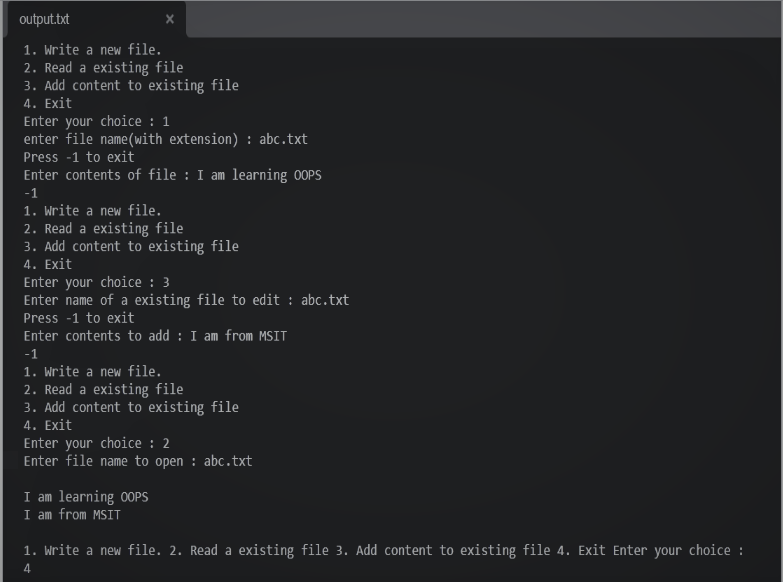 output.txt x
1. Write a new file.
2. Read a existing file
3. Add content to existing file
4. Exit
Enter your choice : 1
enter file name(with extension) : abc.txt
Press -1 to exit
Enter contents of file : I am learning OOPS
-1
1. Write a new file.
2. Read a existing file
3. Add content to existing file
4. Exit
Enter your choice : 3
Enter name of a existing file to edit : abc.txt
Press -1 to exit
Enter contents to add : I am from MSIT
-1
1. Write a new file.
2. Read a existing file
3. Add content to existing file
4. Exit
Enter your choice : 2
Enter file name to open : abc.txt
I am learning OOPS
I am from MSIT
1. Write a new file. 2. Read a existing file 3. Add content to existing file 4. Exit Enter your choice :
4